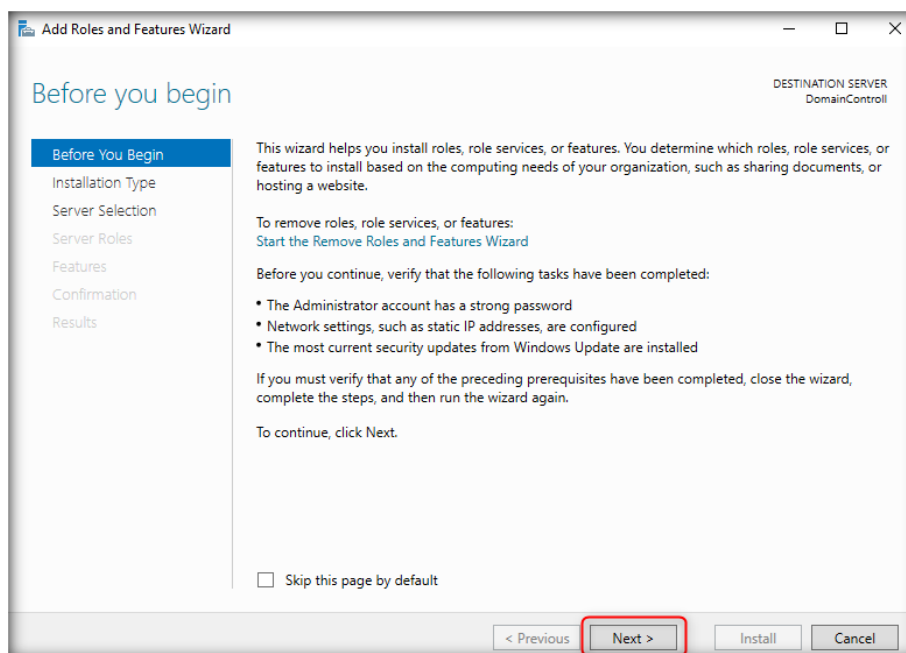 Add Roles and Features Wizard
Before you begin
DESTINATION SERVER
DomainControll
Before You Begin
Installation Type
Server Selection
Server Roles
Features
Confirmation
Results
This wizard helps you install roles, role services, or features. You determine which roles, role services, or
features to install based on the computing needs of your organization, such as sharing documents, or
hosting a website.
To remove roles, role services, or features:
Start the Remove Roles and Features Wizard
Before you continue, verify that the following tasks have been completed:
• The Administrator account has a strong password
• Network settings, such as static IP addresses, are configured
• The most current security updates from Windows Update are installed
If you must verify that any of the preceding prerequisites have been completed, close the wizard,
complete the steps, and then run the wizard again.
To continue, click Next.
Skip this page by default
< Previous
Next >
Install
Cancel